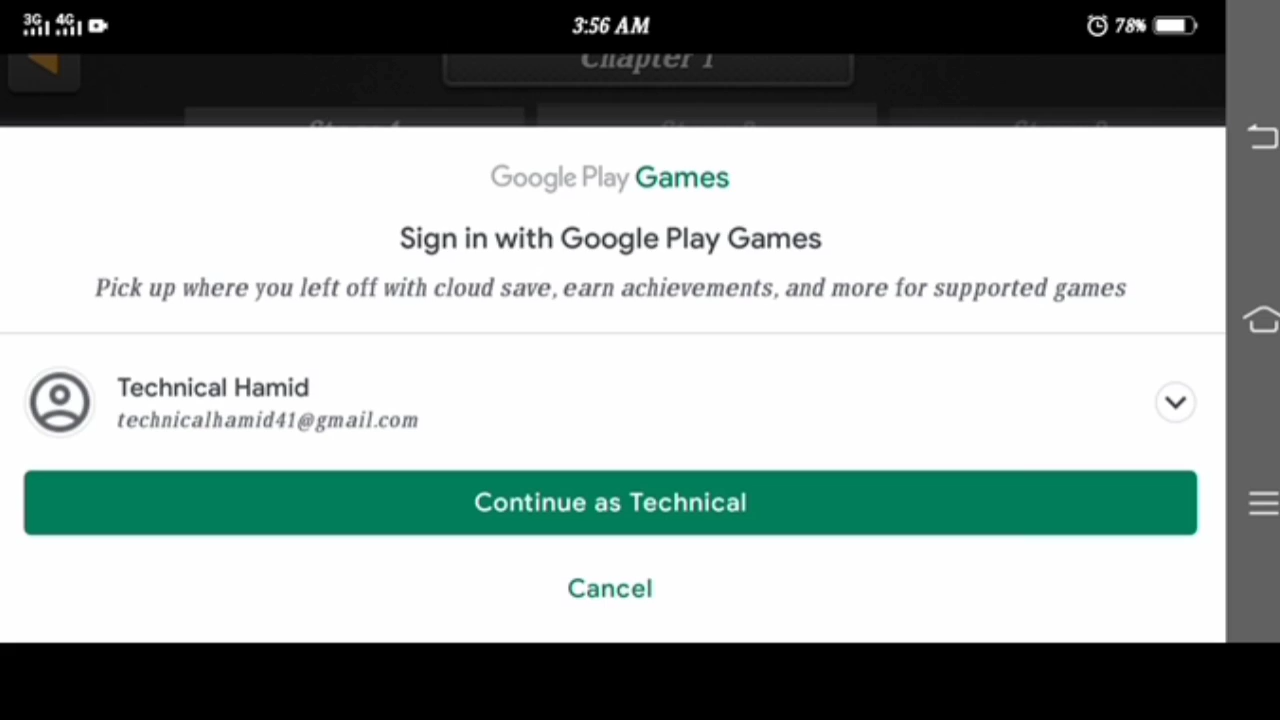 3G 4G 3:56 AM 78%
Chapter 1
Google Play Games
Sign in with Google Play Games
Pick up where you left off with cloud save, earn achievements, and more for supported games
Technical Hamid
technicalhamid41@gmail.com
Continue as Technical
Cancel